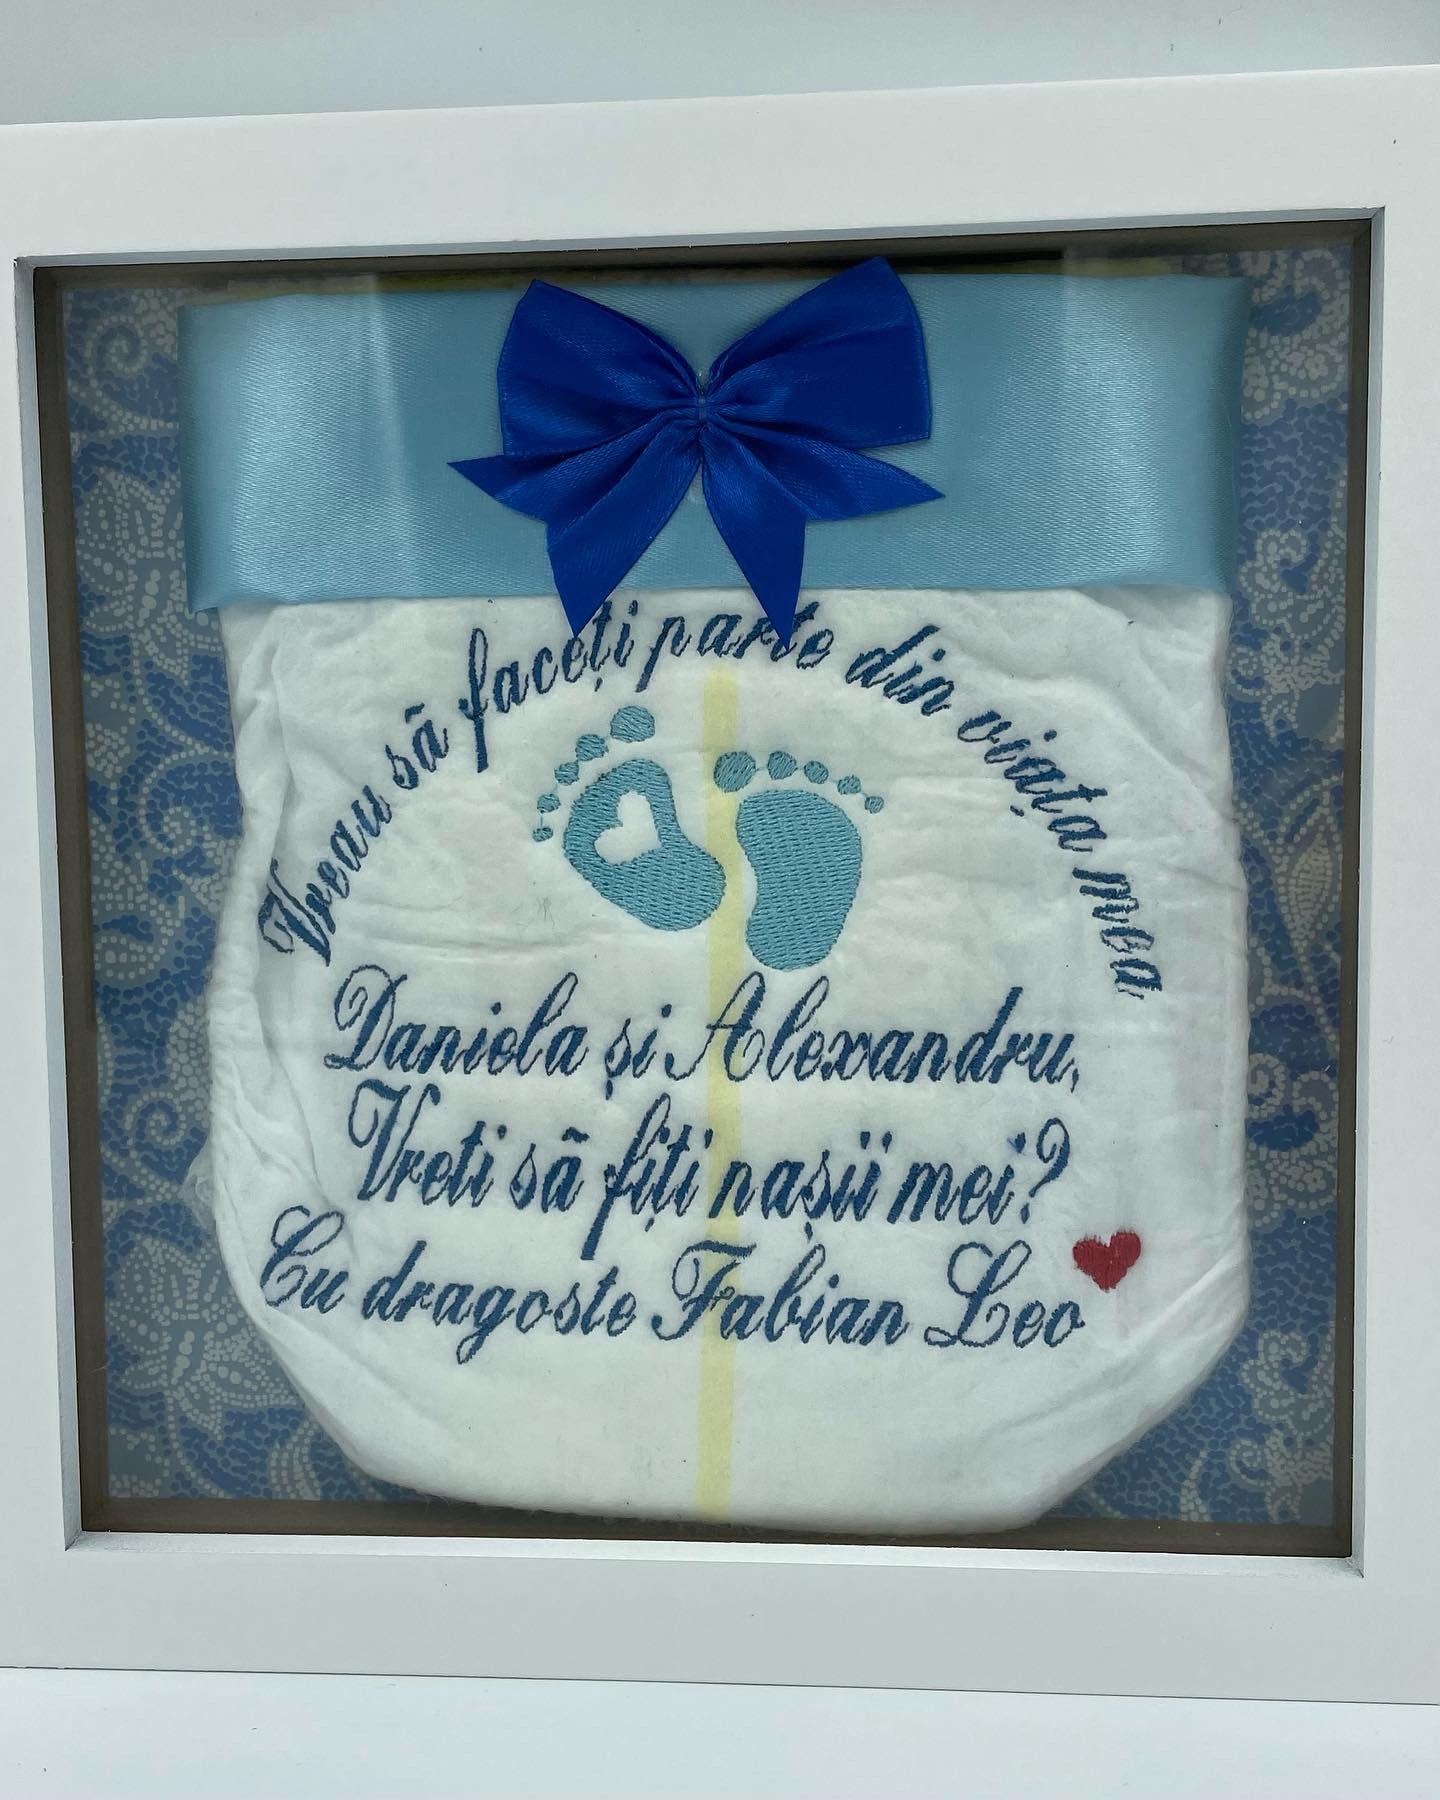 Vreau să faceți parte din viața mea
Daniela și Alexandru,
Vreti să fiți nașii mei?
Cu dragoste Fabian Leo